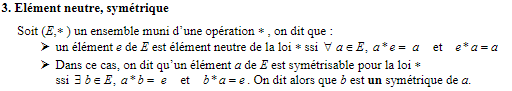 3. Elément neutre, symétrique
Soit (E,*) un ensemble muni d'une opération *, on dit que :
➤ un élément e de E est élément neutre de la loi * ssi ∀ a ∈ E, a*e = a et e*a = a
➤ Dans ce cas, on dit qu'un élément a de E est symétrisable pour la loi *
ssi ∃ b ∈ E, a*b = e et b*a = e. On dit alors que b est un symétrique de a.